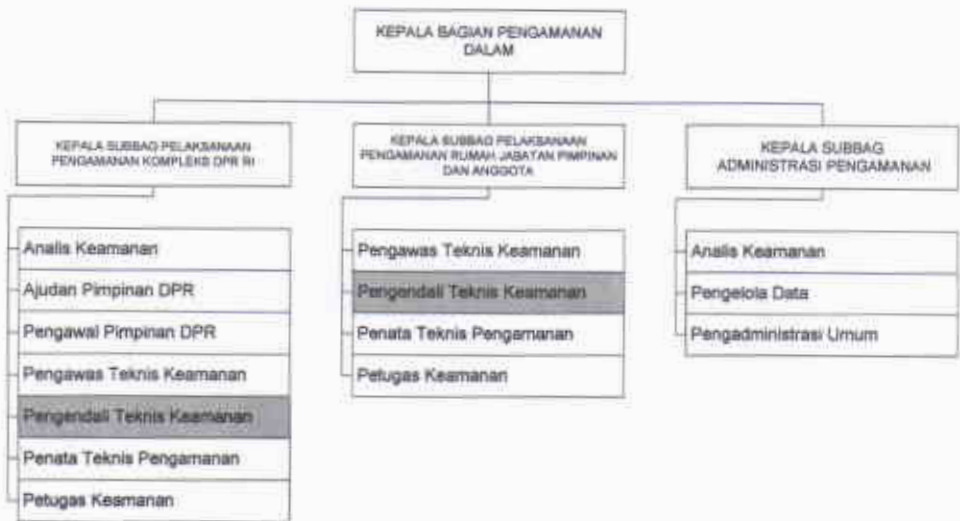 KEPALA BAGIAN PENGAMANAN
DALAM
KEPALA SUBBAG PELAKSANAAN
PENGAMANAN KOMPLEKS DPR RI
Analis Keamanan
Ajudan Pimpinan DPR
Pengawal Pimpinan DPR
Pengawas Teknis Keamanan
Pengendali Teknis Keamanan
Penata Teknis Pengamanan
Petugas Keamanan
KEPALA SUBBAG PELAKSANAAN
PENGAMANAN RUMAH JABATAN PIMPINAN
DAN ANGGOTA
Pengawas Teknis Keamanan
Pengendali Teknis Keamanan
Penata Teknis Pengamanan
Petugas Keamanan
KEPALA SUBBAG
ADMINISTRASI PENGAMANAN
Analis Keamanan
Pengelola Data
Pengadministrasi Umum